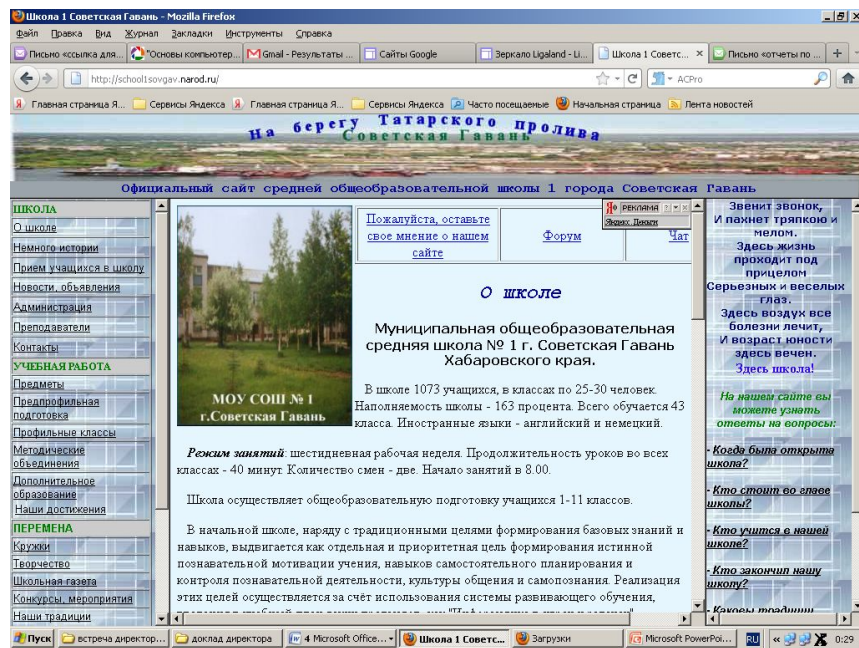 Школа 1 Советская Гавань - Mozilla Firefox
Файл Правка Вид Журнал Закладки Инструменты Справка
Письмо «ссылка для... "Основы компьютер... Gmail - Результаты ... Сайты Google Зеркало Ligaland - Li... Школа 1 Советс... Письмо «отчеты по ...
http://school1sovgav.narod.ru/ ACPro
Главная страница Я... Сервисы Яндекса Главная страница Я... Сервисы Яндекса Часто посещаемые Начальная страница Лента новостей
На берегу Татарского пролива
Советская Гавань
Официальный сайт средней общеобразовательной школы 1 города Советская Гавань
ШКОЛА
О школе
Немного истории
Прием учащихся в школу
Новости, объявления
Администрация
Преподаватели
Контакты
УЧЕБНАЯ РАБОТА
Предметы
Предпрофильная
подготовка
Профильные классы
Методические
объединения
Дополнительное
образование
Наши достижения
ПЕРЕМЕНА
Кружки
Творчество
Школьная газета
Конкурсы, мероприятия
Наши традиции
МОУ СОШ № 1
г.Советская Гавань
Пожалуйста, оставьте
свое мнение о нашем
сайте
Форум
Чат
РЕКЛАМА
Яндекс.Деньги
О школе
Муниципальная общеобразовательная
средняя школа № 1 г. Советская Гавань
Хабаровского края.
В школе 1073 учащихся, в классах по 25-30 человек.
Наполняемость школы - 163 процента. Всего обучается 43
класса. Иностранные языки - английский и немецкий.
Режим занятий: шестидневная рабочая неделя. Продолжительность уроков во всех
классах - 40 минут. Количество смен - две. Начало занятий в 8.00.
Школа осуществляет общеобразовательную подготовку учащихся 1-11 классов.
В начальной школе, наряду с традиционными целями формирования базовых знаний и
навыков, выдвигается как отдельная и приоритетная цель формирования истинной
познавательной мотивации учения, навыков самостоятельного планирования и
контроля познавательной деятельности, культуры общения и самопознания. Реализация
этих целей осуществляется за счёт использования системы развивающего обучения,
Звенит звонок,
И пахнет тряпкою и
мелом.
Здесь жизнь
проходит под
прицелом
Серьезных и веселых
глаз.
Здесь воздух все
болезни лечит,
И возраст юности
здесь вечен.
Здесь школа!
На нашем сайте вы
можете узнать
ответы на вопросы:
- Когда была открыта
школа?
- Кто стоит во главе
школы?
- Кто учится в нашей
школе?
- Кто закончил нашу
школу?
- Каковы традиции
Пуск встреча директор... доклад директора 4 Microsoft Office... Школа 1 Советс... Загрузки Microsoft PowerPoi... RU 0:29